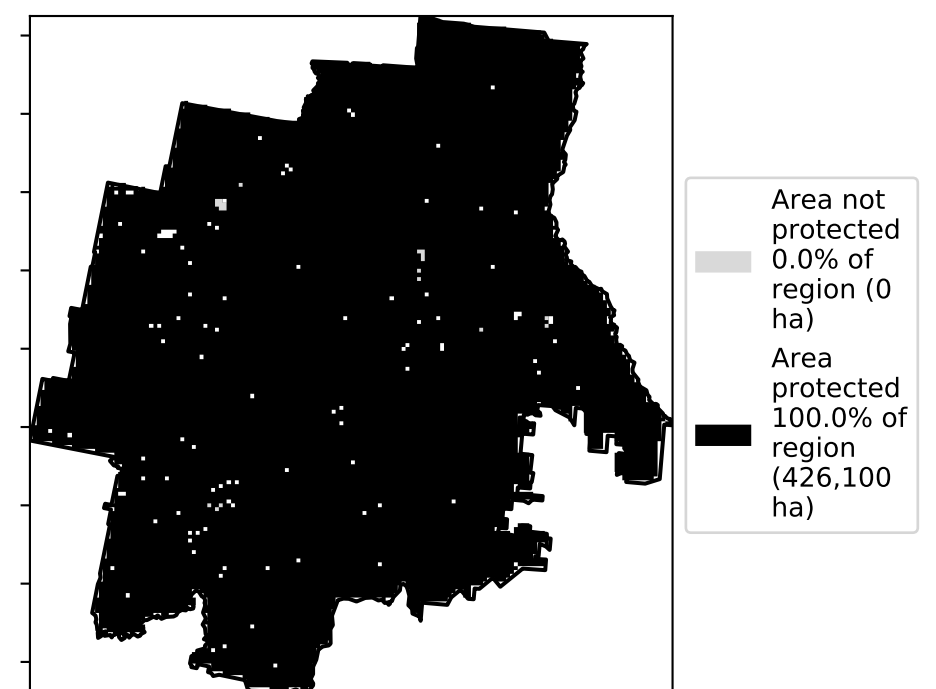 Area not
protected
0.0% of
region (0
ha)
Area
protected
100.0% of
region
(426,100
ha)